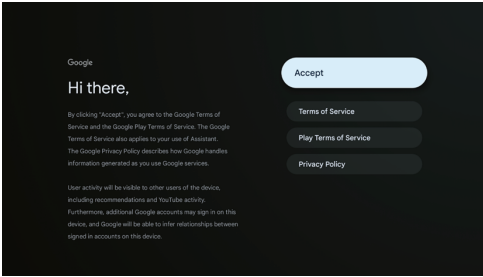 Google
Hi there,
By clicking "Accept", you agree to the Google Terms of
Service and the Google Play Terms of Service. The Google
Terms of Service also applies to your use of Assistant.
The Google Privacy Policy describes how Google handles
information generated as you use Google services.
User activity will be visible to other users of the device,
including recommendations and YouTube activity.
Furthermore, additional Google accounts may sign in on this
device, and Google will be able to infer relationships between
signed in accounts on this device.
Accept
Terms of Service
Play Terms of Service
Privacy Policy